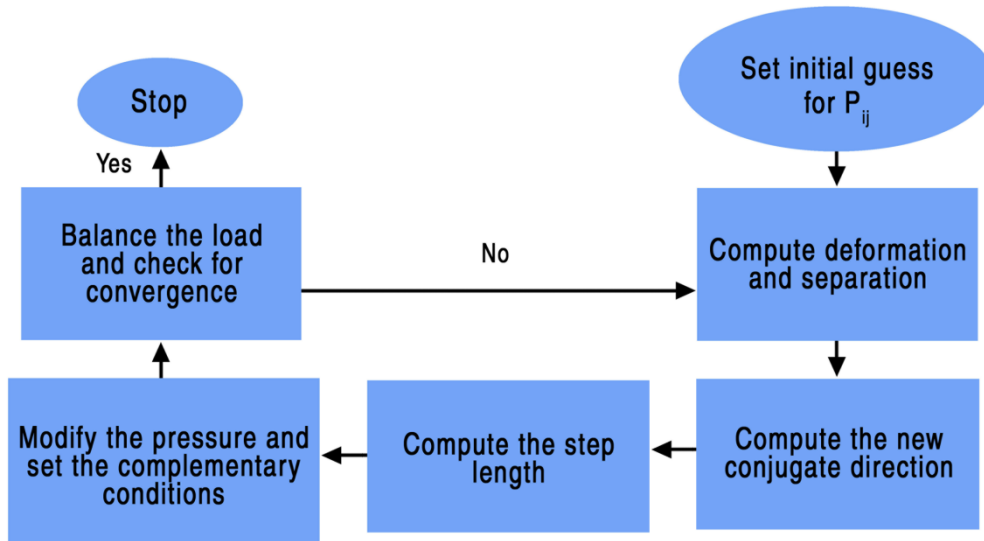 Set initial guess
for P_ij
Stop
Yes
Balance the load
and check for
convergence
No
Compute deformation
and separation
Modify the pressure and
set the complementary
conditions
Compute the step
length
Compute the new
conjugate direction